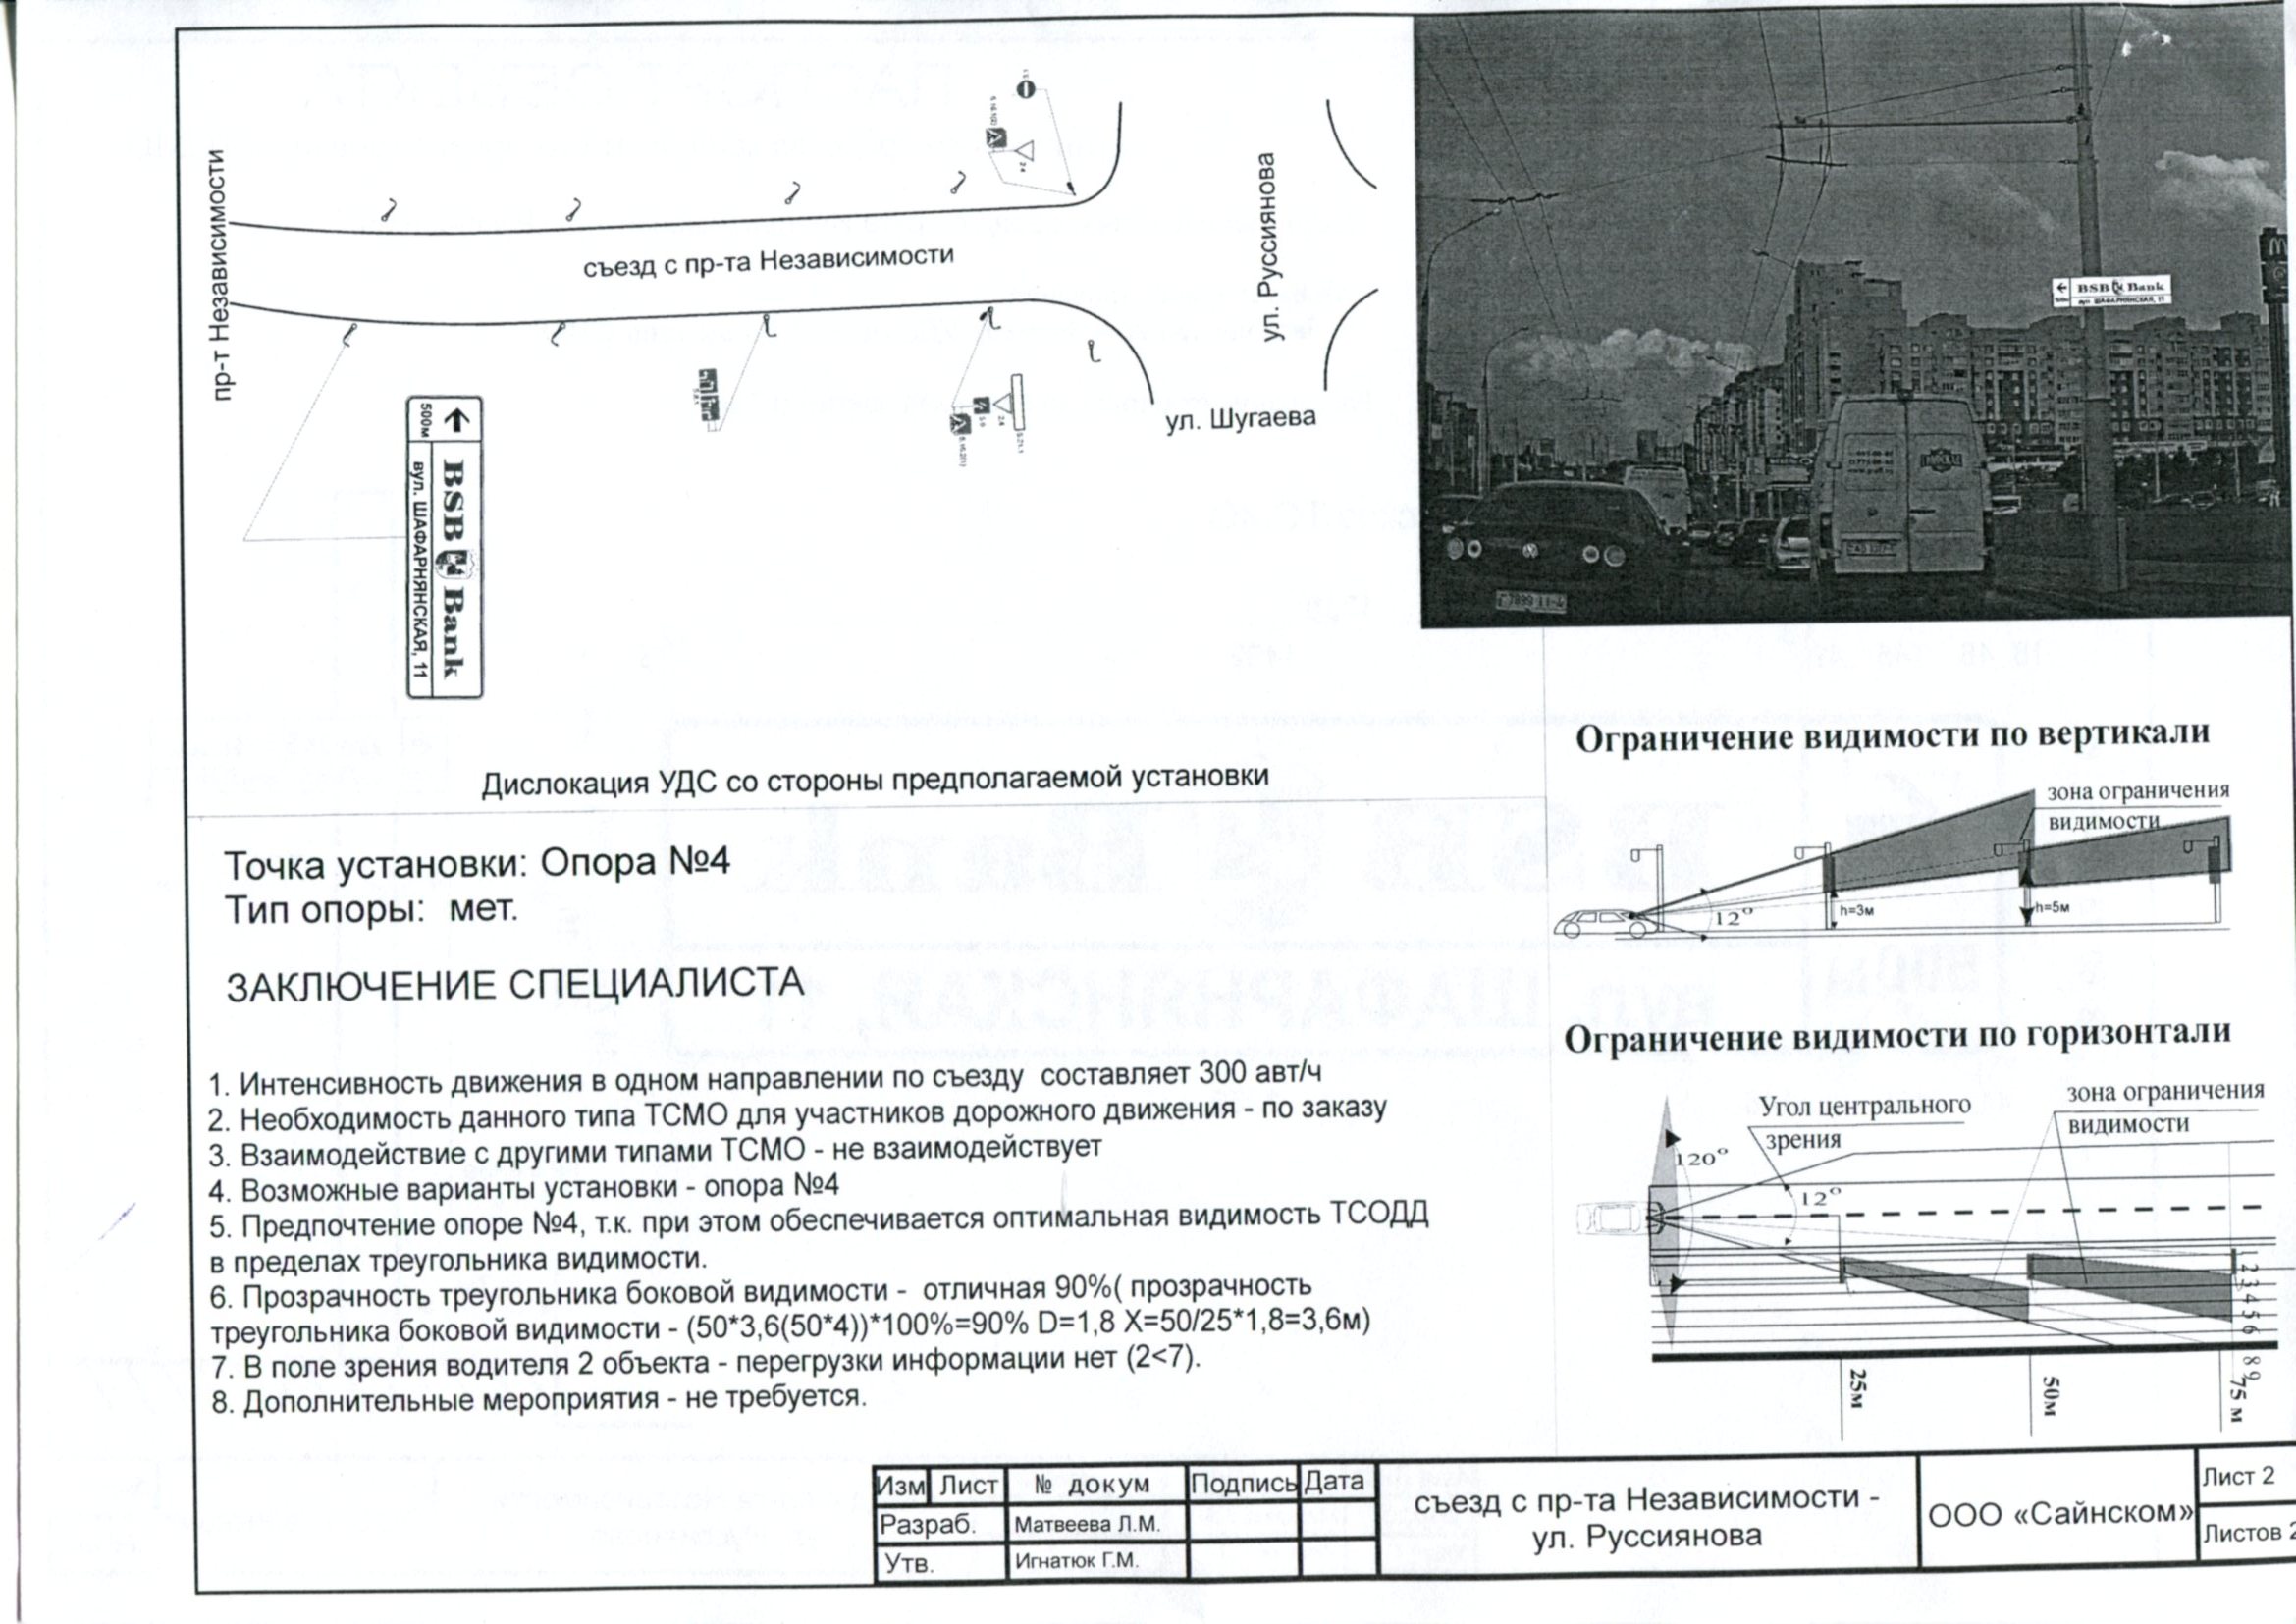 пр-т Независимости
съезд с пр-та Независимости
ул. Руссиянова
ул. Шугаева
500м
BSB Bank
вул. ШАФАРНЯНСКАЯ, 11
BSB Bank
вул. ШАФАРНЯНСКАЯ, 11
Дислокация УДС со стороны предполагаемой установки
Точка установки: Опора №4
Тип опоры: мет.
ЗАКЛЮЧЕНИЕ СПЕЦИАЛИСТА
1. Интенсивность движения в одном направлении по съезду составляет 300 авт/ч
2. Необходимость данного типа ТСМО для участников дорожного движения - по заказу
3. Взаимодействие с другими типами ТСМО - не взаимодействует
4. Возможные варианты установки - опора №4
5. Предпочтение опоре №4, т.к. при этом обеспечивается оптимальная видимость ТСОДД
в пределах треугольника видимости.
6. Прозрачность треугольника боковой видимости - отличная 90%( прозрачность
треугольника боковой видимости - (50*3,6(50*4))*100%=90% D=1,8 X=50/25*1,8=3,6м)
7. В поле зрения водителя 2 объекта - перегрузки информации нет (2<7).
8. Дополнительные мероприятия - не требуется.
Ограничение видимости по вертикали
зона ограничения
видимости
12°
h=3м
h=5м
Ограничение видимости по горизонтали
Угол центрального
зрения
зона ограничения
видимости
120°
12°
1 2 3 4 5 6 8 9
25м
50м
75 м
Изм Лист № докум Подпись Дата
Разраб. Матвеева Л.М.
Утв. Игнатюк Г.М.
съезд с пр-та Независимости -
ул. Руссиянова
ООО «Сайнском»
Лист 2
Листов 2